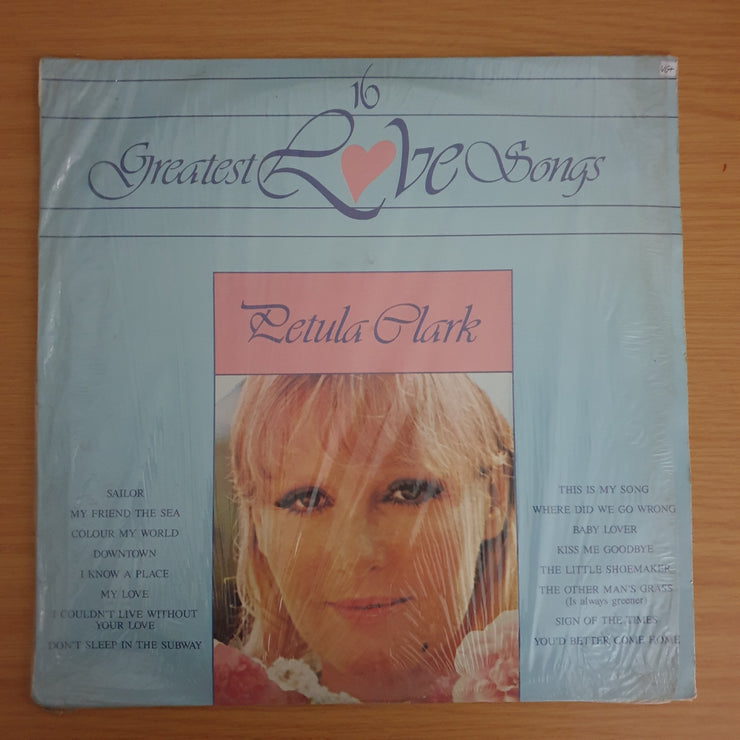 16
Greatest Love Songs
Petula Clark
SAILOR
MY FRIEND THE SEA
COLOUR MY WORLD
DOWNTOWN
I KNOW A PLACE
MY LOVE
I COULDN'T LIVE WITHOUT
YOUR LOVE
DON'T SLEEP IN THE SUBWAY
THIS IS MY SONG
WHERE DID WE GO WRONG
BABY LOVER
KISS ME GOODBYE
THE LITTLE SHOEMAKER
THE OTHER MAN'S GRASS
(Is always greener)
SIGN OF THE TIMES
YOU'D BETTER COME HOME